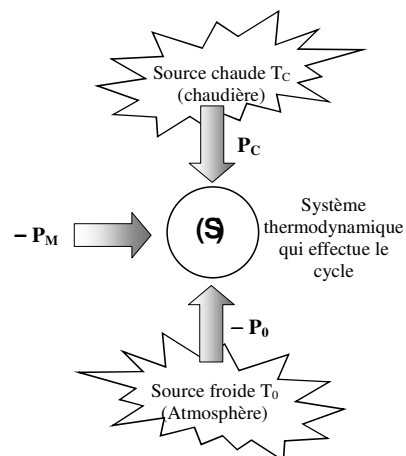 Source chaude T_C
(chaudière)
P_C
– P_M
(S)
Système
thermodynamique
qui effectue le
cycle
– P_0
Source froide T_0
(Atmosphère)